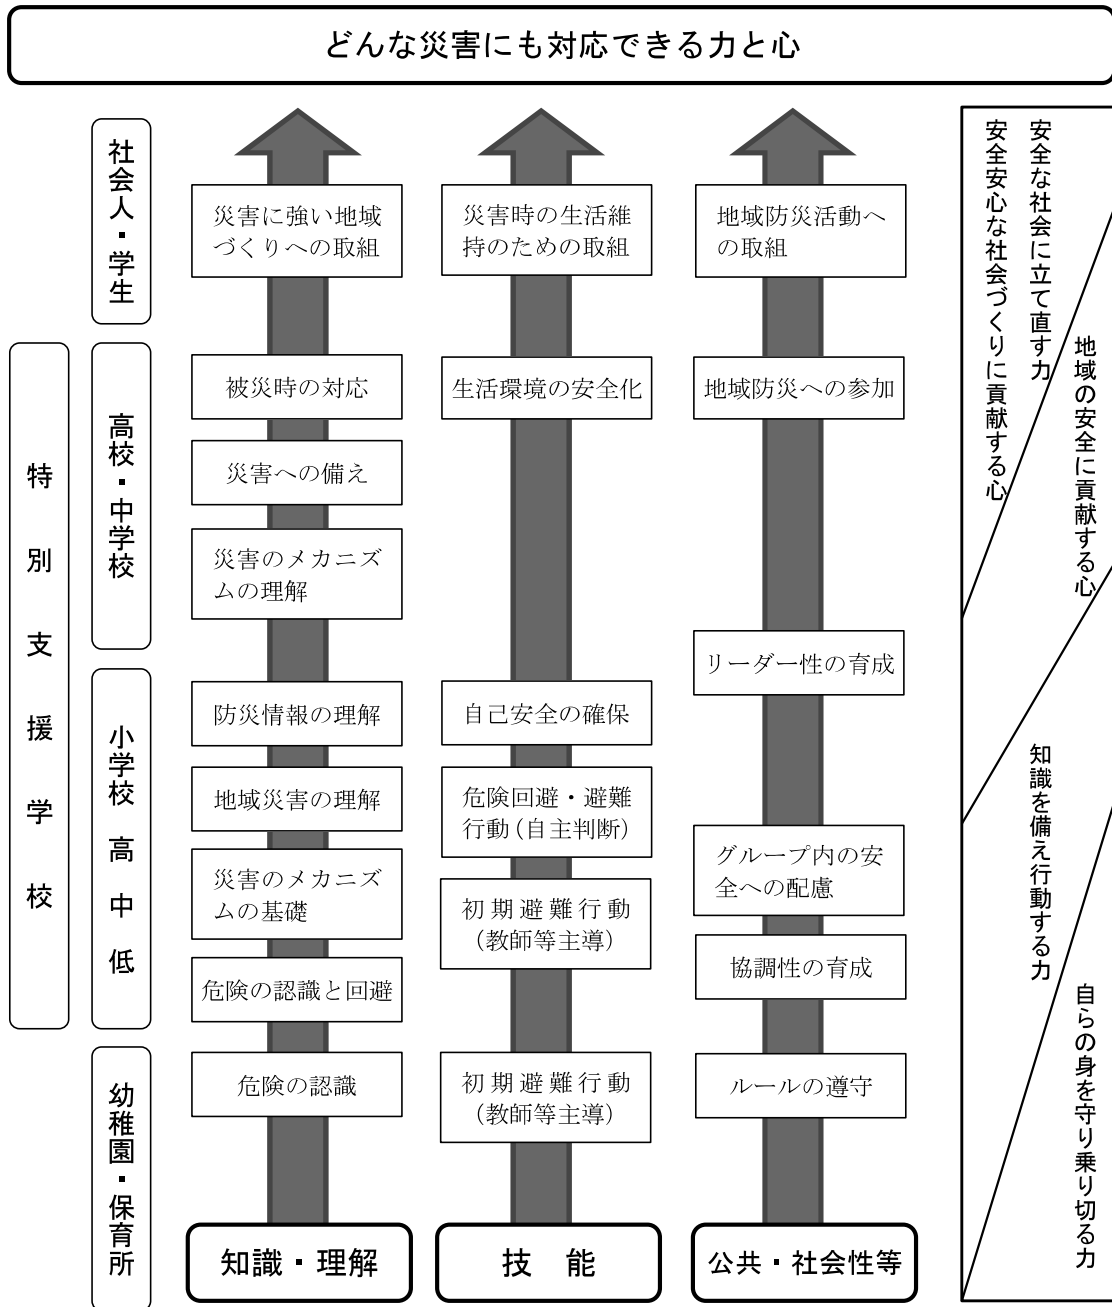 どんな災害にも対応できる力と心
社会人・学生
災害に強い地域
づくりへの取組
災害時の生活維
持のための取組
地域防災活動へ
の取組
特別支援学校
高校・中学校
被災時の対応
生活環境の安全化
地域防災への参加
災害への備え
災害のメカニズ
ムの理解
リーダー性の育成
小学校 高 中 低
防災情報の理解
自己安全の確保
地域災害の理解
危険回避・避難
行動(自主判断)
災害のメカニズ
ムの基礎
グループ内の安
全への配慮
初期避難行動
(教師等主導)
協調性の育成
危険の認識と回避
幼稚園・保育所
危険の認識
初期避難行動
(教師等主導)
ルールの遵守
知識・理解
技 能
公共・社会性等
安全な社会に立て直す力
安全安心な社会づくりに貢献する心
地域の安全に貢献する心
知識を備え行動する力
自らの身を守り乗り切る力